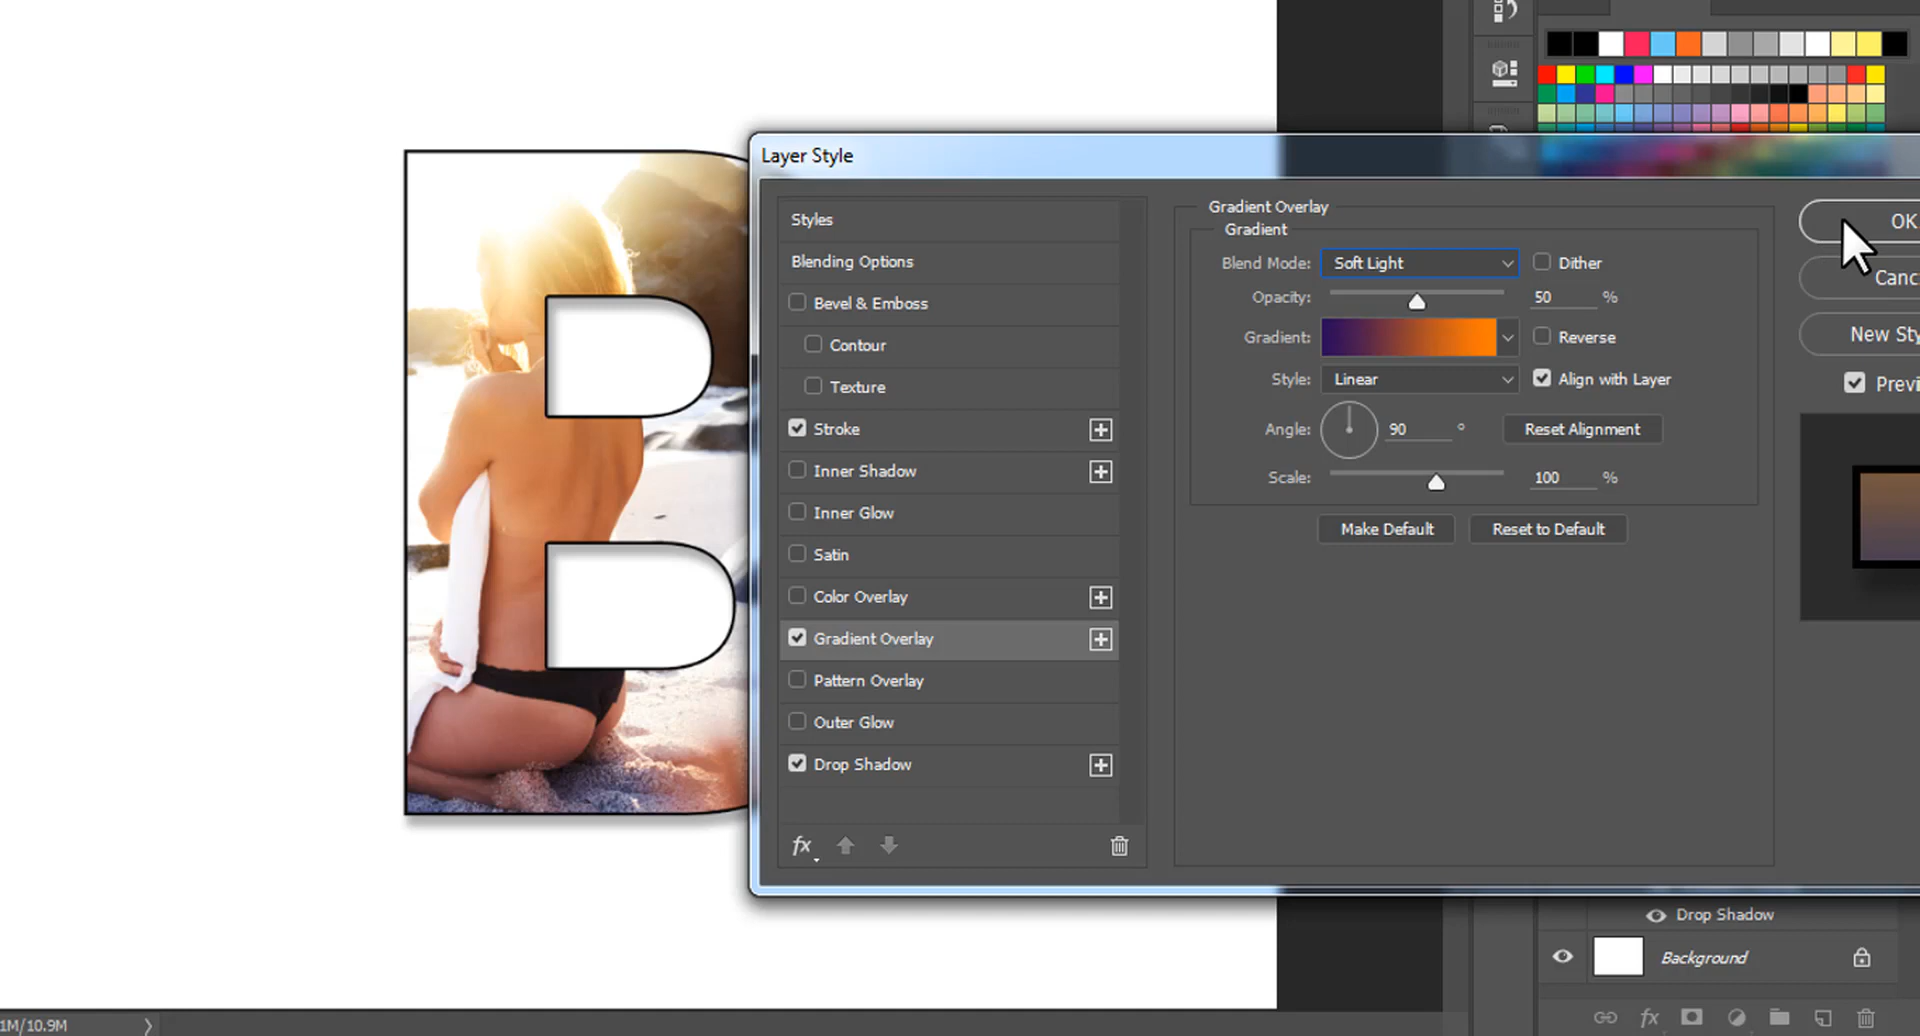 Layer Style
Styles
Blending Options
Bevel & Emboss
Contour
Texture
Stroke
Inner Shadow
Inner Glow
Satin
Color Overlay
Gradient Overlay
Pattern Overlay
Outer Glow
Drop Shadow
fx
Gradient Overlay
Gradient
Blend Mode: Soft Light Dither
Opacity: 50 %
Gradient: Reverse
Style: Linear Align with Layer
Angle: 90 ° Reset Alignment
Scale: 100 %
Make Default Reset to Default
OK
Canc
New Sty
Previ
Drop Shadow
Background
fx
1M/10.9M
B